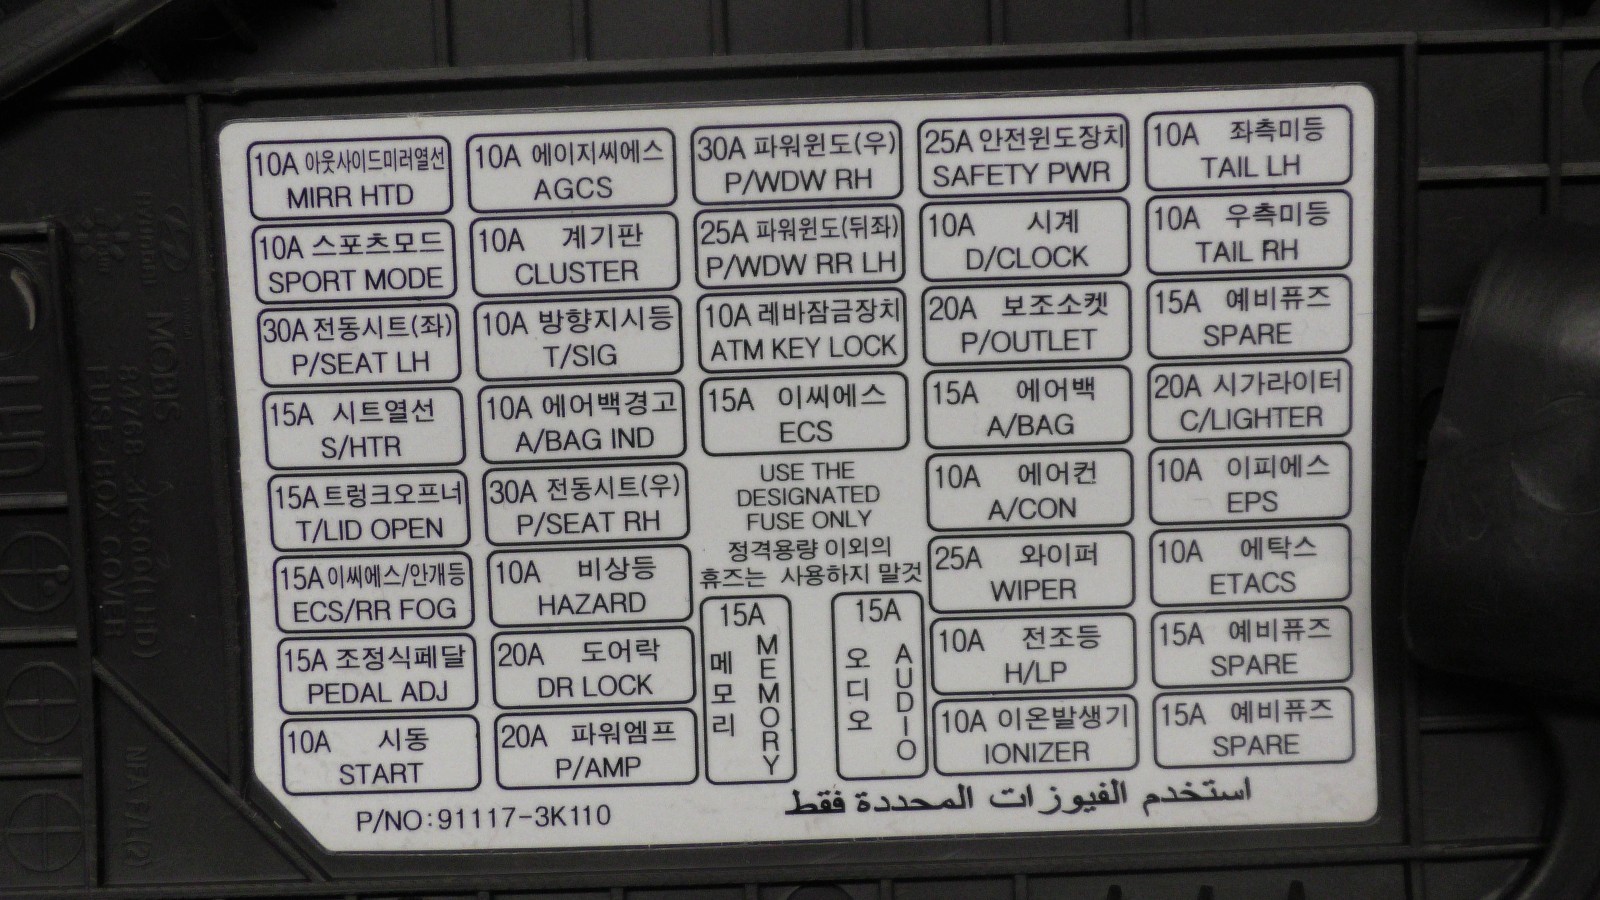 10A 아웃사이드미러열선
MIRR HTD
10A 스포츠모드
SPORT MODE
30A 전동시트(좌)
P/SEAT LH
15A 시트열선
S/HTR
15A 트렁크오프너
T/LID OPEN
15A 이씨에스/안개등
ECS/RR FOG
15A 조정식페달
PEDAL ADJ
10A 시동
START
10A 에이지씨에스
AGCS
10A 계기판
CLUSTER
10A 방향지시등
T/SIG
10A 에어백경고
A/BAG IND
30A 전동시트(우)
P/SEAT RH
10A 비상등
HAZARD
20A 도어락
DR LOCK
20A 파워엠프
P/AMP
30A 파워윈도(우)
P/WDW RH
25A 파워윈도(뒤좌)
P/WDW RR LH
10A 레바잠금장치
ATM KEY LOCK
15A 이씨에스
ECS
USE THE
DESIGNATED
FUSE ONLY
정격용량 이외의
휴즈는 사용하지 말것
15A
메모리
MEMORY
15A
오디오
AUDIO
25A 안전윈도장치
SAFETY PWR
10A 시계
D/CLOCK
20A 보조소켓
P/OUTLET
15A 에어백
A/BAG
10A 에어컨
A/CON
25A 와이퍼
WIPER
10A 전조등
H/LP
10A 이온발생기
IONIZER
10A 좌측미등
TAIL LH
10A 우측미등
TAIL RH
15A 예비퓨즈
SPARE
20A 시가라이터
C/LIGHTER
10A 이피에스
EPS
10A 에탁스
ETACS
15A 예비퓨즈
SPARE
15A 예비퓨즈
SPARE
استخدم الفيوزات المحددة فقط
P/NO:91117-3K110
MOBIS
FUSE BOX COVER